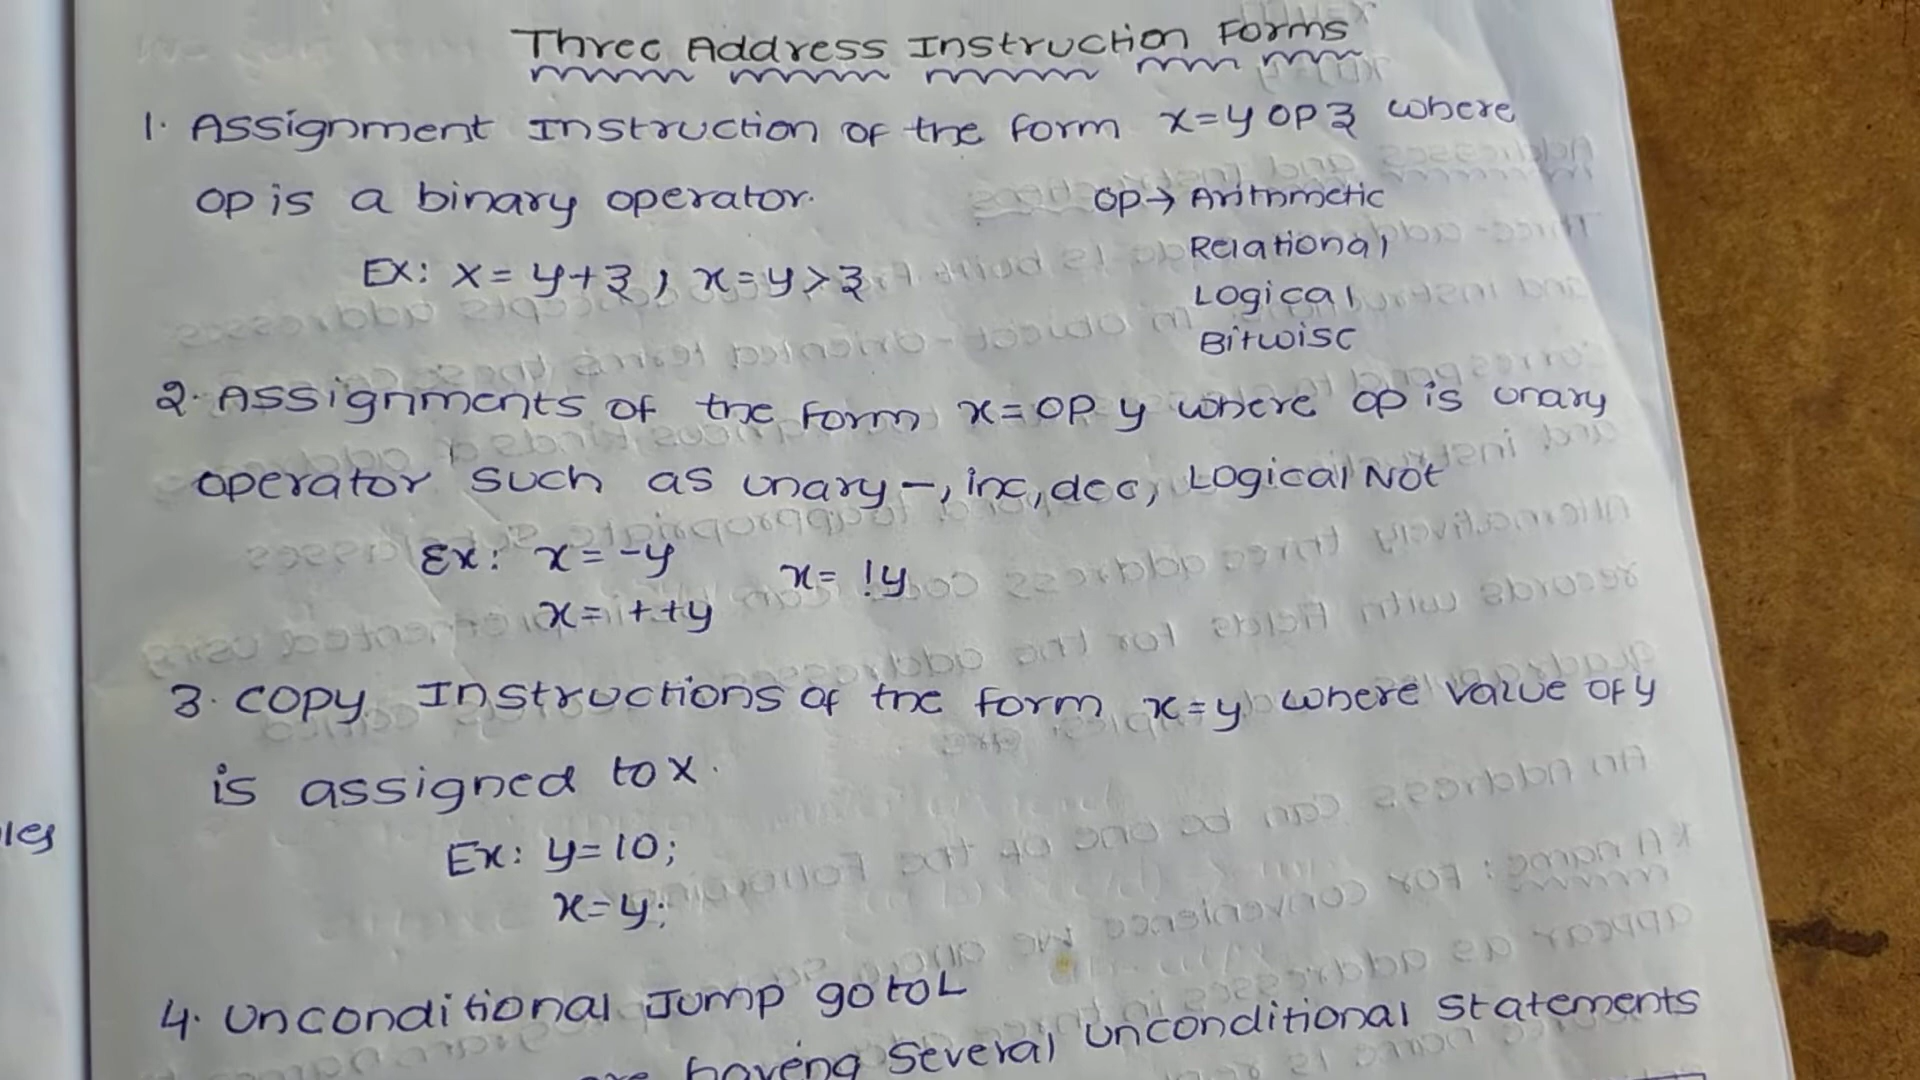 Three Address Instruction Forms
1. Assignment Instruction of the form x=y op z where
op is a binary operator.
op→ Arithmetic
Relational
Logical
Bitwise
Ex: x=y+z, x=y>z
2. Assignments of the form x=op y where op is unary
operator such as unary -, inc, dec, Logical Not
Ex: x=-y
x=!y
x=++y
3. copy Instructions of the form x=y where value of y
is assigned to x.
Ex: y=10;
x=y;
4. Unconditional Jump goto L
having several unconditional statements
les